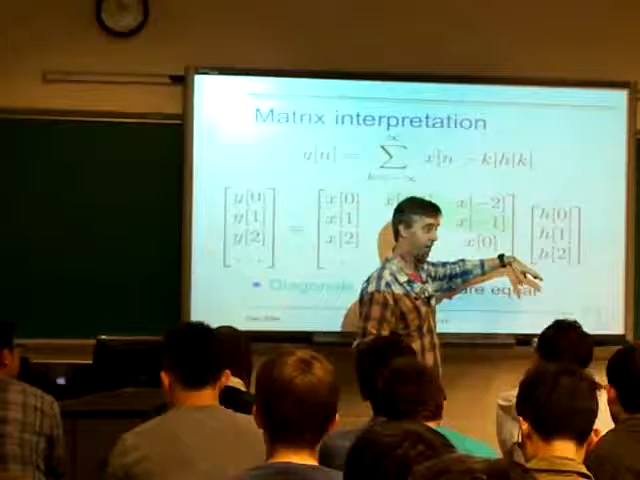 Matrix interpretation
∞
y[n] = ∑ x[n − k]h[k]
k=−∞
y[0] x[0] x[−2] h[0]
y[1] = x[1] x[−1] h[1]
y[2] x[2] x[0] h[2]
Diagonals are equal